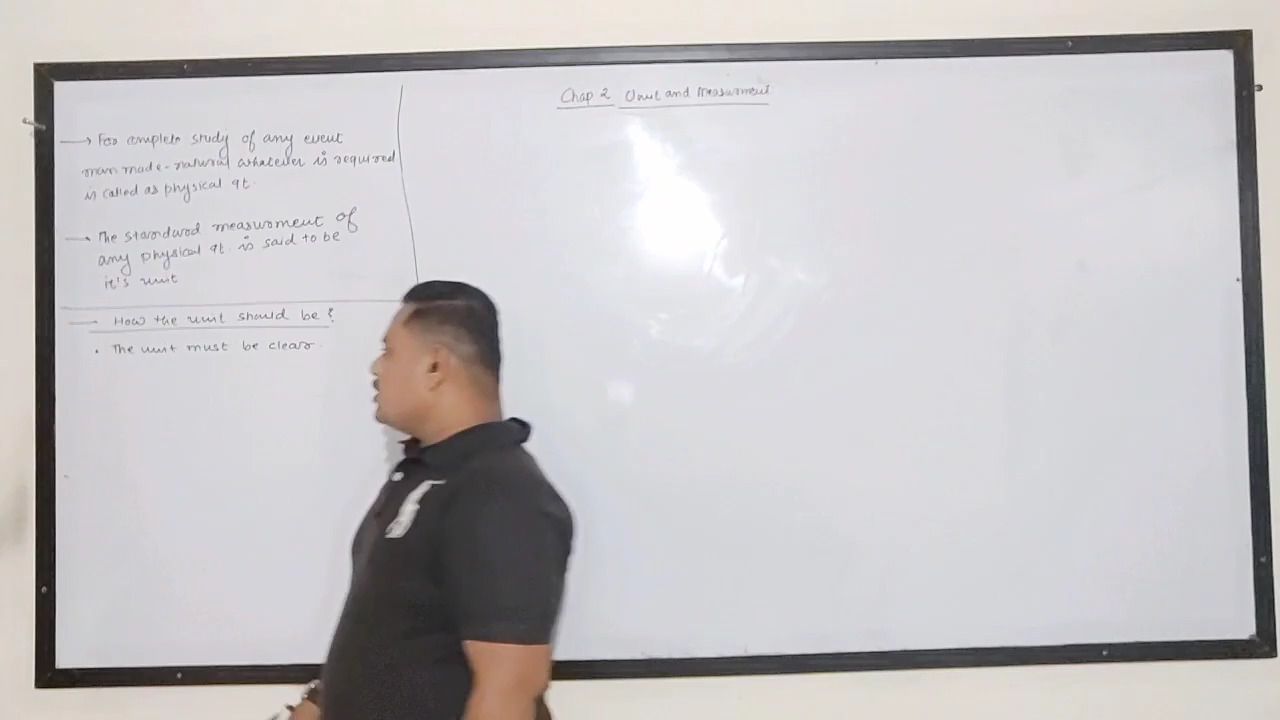 Chap 2 Unit and Measurment
→ For complete study of any event
man made - natural whatever is required
is called as physical qt.
→ The standard measurment of
any physical qt. is said to be
it's unit
— How the unit should be ?
• The unit must be clear.